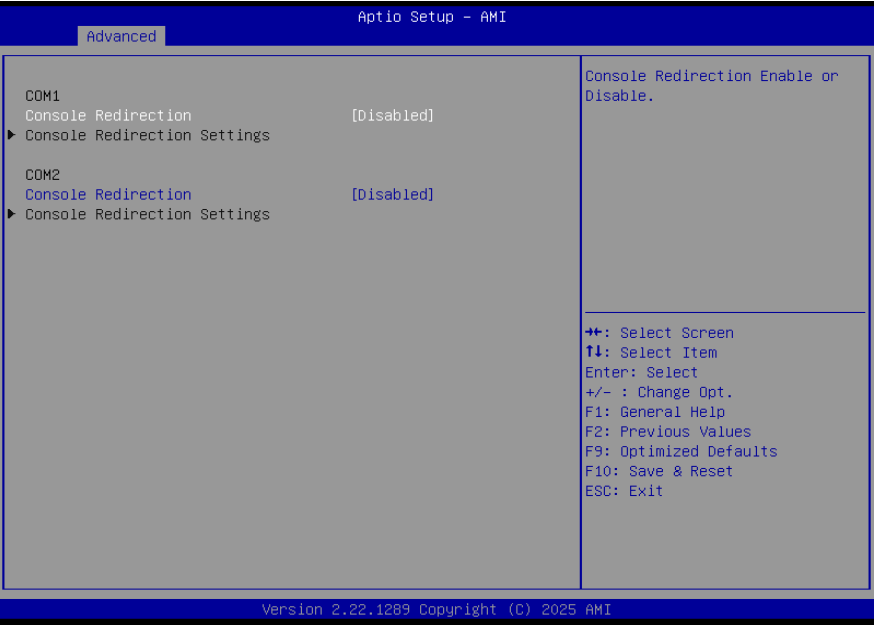 Aptio Setup – AMI
Advanced
COM1
Console Redirection [Disabled]
Console Redirection Settings
COM2
Console Redirection [Disabled]
Console Redirection Settings
Console Redirection Enable or
Disable.
→←: Select Screen
↑↓: Select Item
Enter: Select
+/- : Change Opt.
F1: General Help
F2: Previous Values
F9: Optimized Defaults
F10: Save & Reset
ESC: Exit
Version 2.22.1289 Copyright (C) 2025 AMI